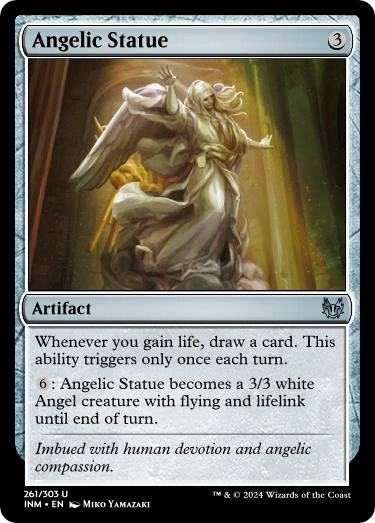 Angelic Statue 3
Artifact
Whenever you gain life, draw a card. This
ability triggers only once each turn.
6: Angelic Statue becomes a 3/3 white
Angel creature with flying and lifelink
until end of turn.
Imbued with human devotion and angelic
compassion.
261/303 U
INM • EN Miko Yamazaki
™ & © 2024 Wizards of the Coast